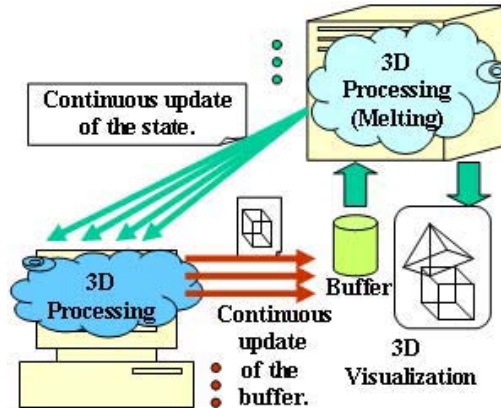 3D
Processing
(Melting)
Continuous update
of the state.
3D
Processing
Buffer
Continuous
update
of the
buffer.
3D
Visualization